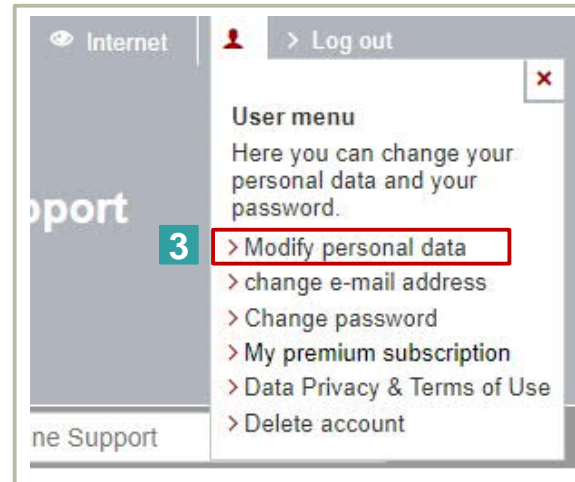 Internet
> Log out
×
User menu
Here you can change your
personal data and your
password.
pport
3
> Modify personal data
> change e-mail address
> Change password
> My premium subscription
> Data Privacy & Terms of Use
> Delete account
ne Support